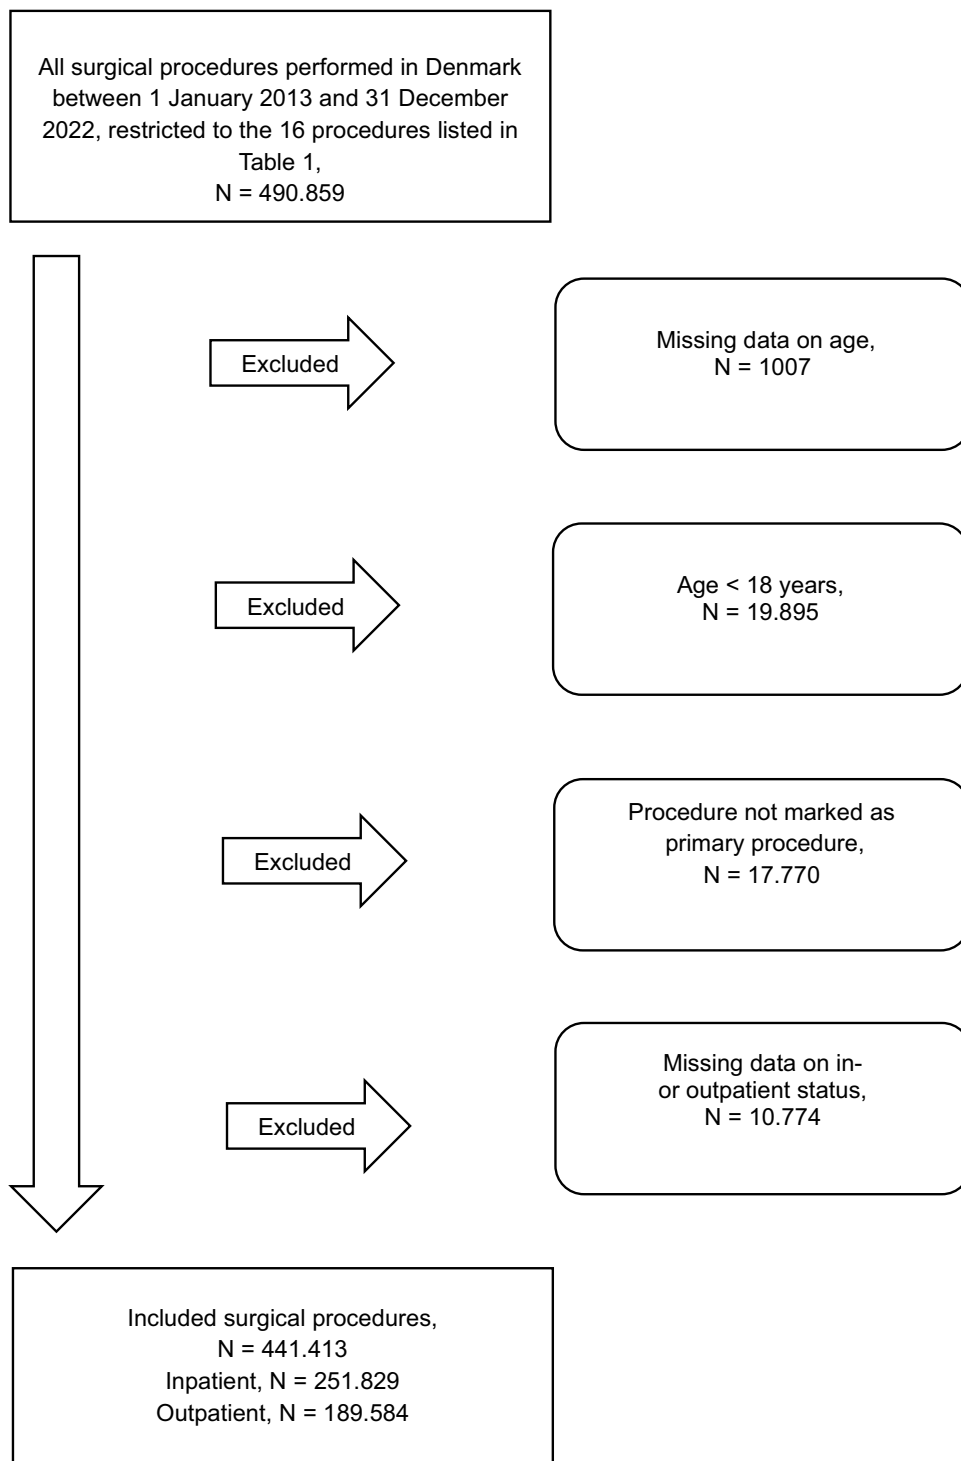 All surgical procedures performed in Denmark
between 1 January 2013 and 31 December
2022, restricted to the 16 procedures listed in
Table 1,
N = 490.859
Excluded
Missing data on age,
N = 1007
Excluded
Age < 18 years,
N = 19.895
Excluded
Procedure not marked as
primary procedure,
N = 17.770
Excluded
Missing data on in-
or outpatient status,
N = 10.774
Included surgical procedures,
N = 441.413
Inpatient, N = 251.829
Outpatient, N = 189.584